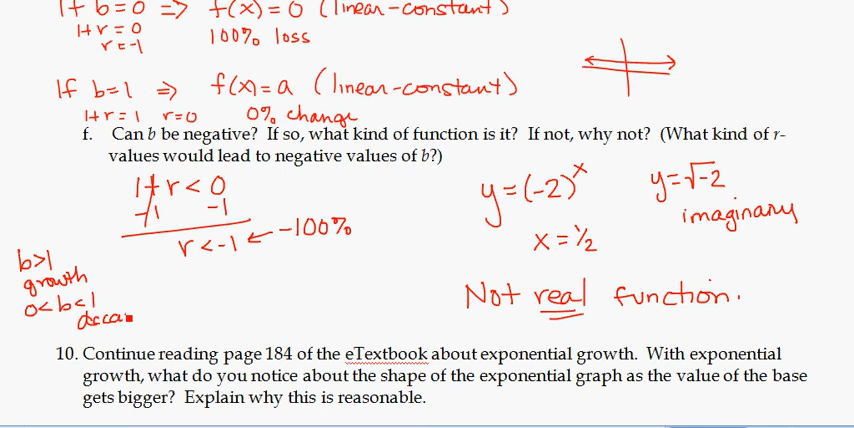 If b=0 => f(x)=0 (linear-constant)
1+r=0
r=-1
100% loss
If b=1 => f(x)=a (linear-constant)
1+r=1 r=0 0% change
f. Can b be negative? If so, what kind of function is it? If not, why not? (What kind of r-
values would lead to negative values of b?)
1+r<0
-1 -1
r<-1 ← -100%
y=(-2)^x
x=½
y=√-2
imaginary
Not real function.
b>1
growth
0<b<1
deca
10. Continue reading page 184 of the eTextbook about exponential growth. With exponential
growth, what do you notice about the shape of the exponential graph as the value of the base
gets bigger? Explain why this is reasonable.